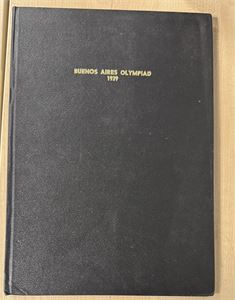 BUENOS AIRES OLYMPIAD
1939